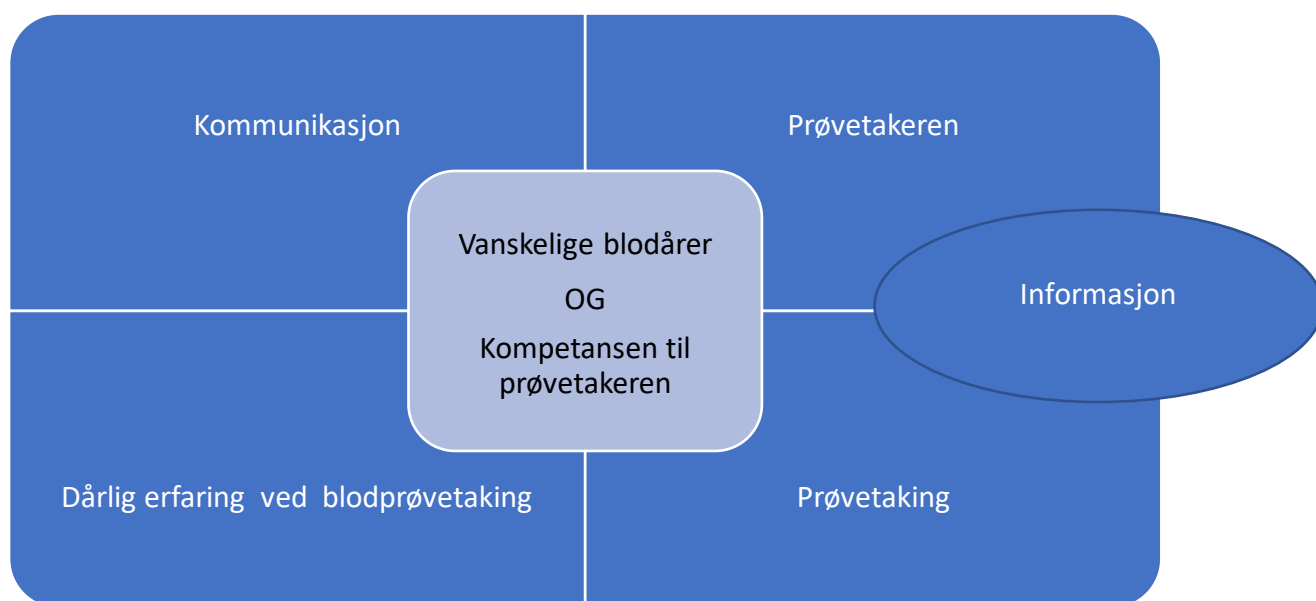 Kommunikasjon
Prøvetakeren
Vanskelige blodårer
OG
Kompetansen til
prøvetakeren
Informasjon
Dårlig erfaring ved blodprøvetaking
Prøvetaking